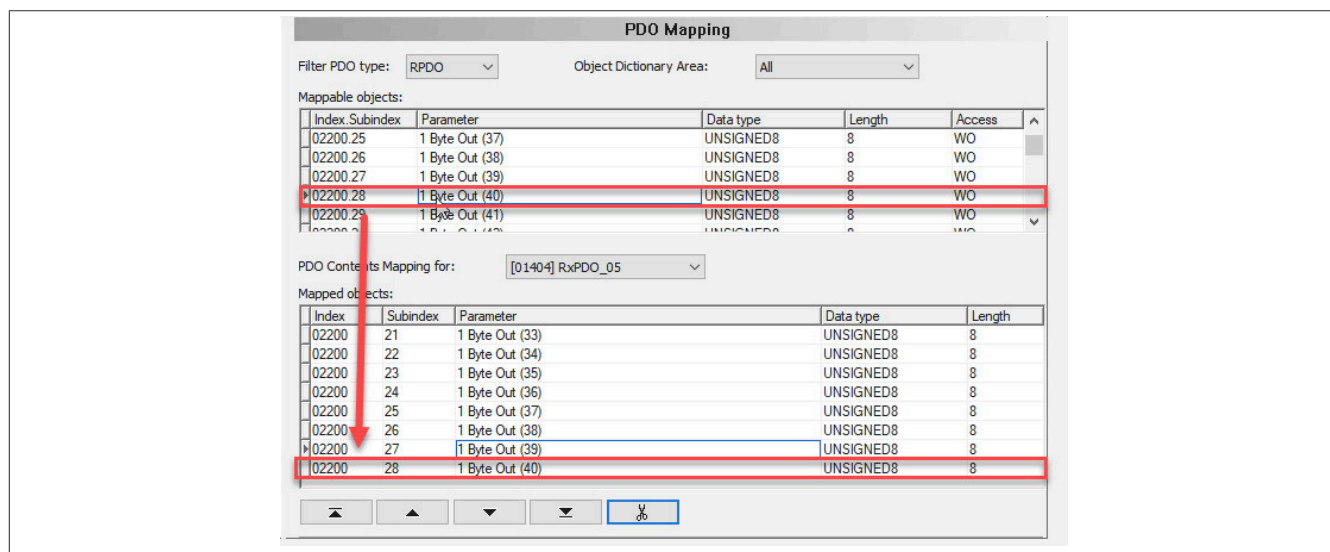 PDO Mapping
Filter PDO type: RPDO Object Dictionary Area: All
Mappable objects:
Index.Subindex Parameter Data type Length Access
02200.25 1 Byte Out (37) UNSIGNED8 8 WO
02200.26 1 Byte Out (38) UNSIGNED8 8 WO
02200.27 1 Byte Out (39) UNSIGNED8 8 WO
02200.28 1 Byte Out (40) UNSIGNED8 8 WO
02200.29 1 Byte Out (41) UNSIGNED8 8 WO
PDO Contents Mapping for: [01404] RxPDO_05
Mapped objects:
Index Subindex Parameter Data type Length
02200 21 1 Byte Out (33) UNSIGNED8 8
02200 22 1 Byte Out (34) UNSIGNED8 8
02200 23 1 Byte Out (35) UNSIGNED8 8
02200 24 1 Byte Out (36) UNSIGNED8 8
02200 25 1 Byte Out (37) UNSIGNED8 8
02200 26 1 Byte Out (38) UNSIGNED8 8
02200 27 1 Byte Out (39) UNSIGNED8 8
02200 28 1 Byte Out (40) UNSIGNED8 8